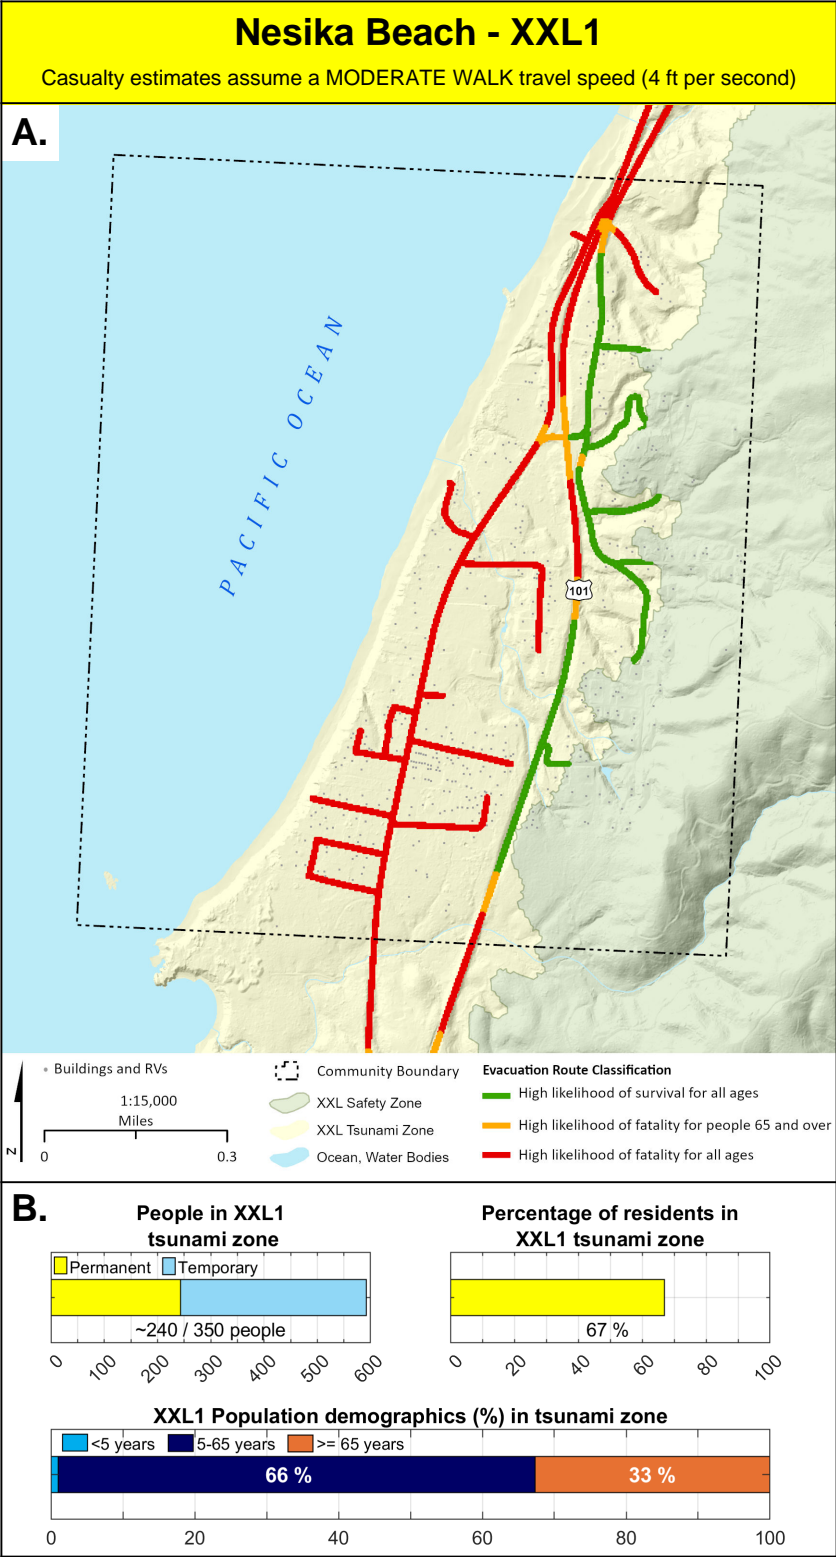 Nesika Beach - XXL1
Casualty estimates assume a MODERATE WALK travel speed (4 ft per second)
A.
PACIFIC OCEAN
101
Buildings and RVs
1:15,000
Miles
0 0.3
N
Community Boundary
XXL Safety Zone
XXL Tsunami Zone
Ocean, Water Bodies
Evacuation Route Classification
High likelihood of survival for all ages
High likelihood of fatality for people 65 and over
High likelihood of fatality for all ages
B.
People in XXL1
tsunami zone
Permanent Temporary
~240 / 350 people
0 100 200 300 400 500 600
Percentage of residents in
XXL1 tsunami zone
67 %
0 20 40 60 80 100
XXL1 Population demographics (%) in tsunami zone
<5 years 5-65 years >= 65 years
66 % 33 %
0 20 40 60 80 100